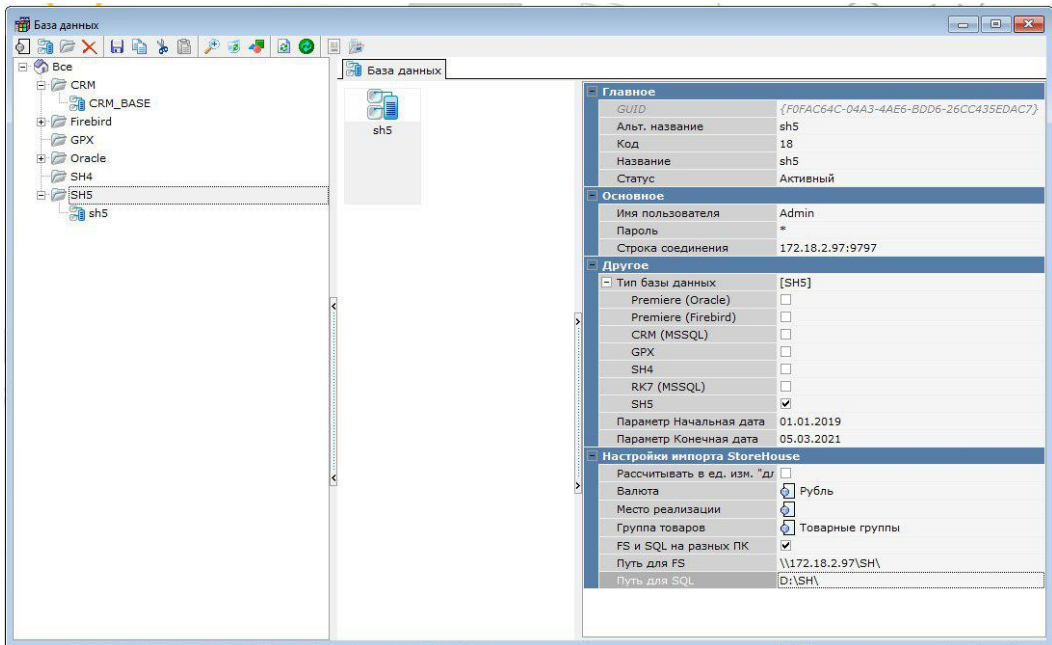 База данных
Все
CRM
CRM_BASE
Firebird
GPX
Oracle
SH4
SH5
sh5
База данных
sh5
Главное
GUID {F0FAC64C-04A3-4AE6-BDD6-26CC435EDAC7}
Альт. название sh5
Код 18
Название sh5
Статус Активный
Основное
Имя пользователя Admin
Пароль *
Строка соединения 172.18.2.97:9797
Другое
Тип базы данных [SH5]
Premiere (Oracle)
Premiere (Firebird)
CRM (MSSQL)
GPX
SH4
RK7 (MSSQL)
SH5
Параметр Начальная дата 01.01.2019
Параметр Конечная дата 05.03.2021
Настройки импорта StoreHouse
Рассчитывать в ед. изм. "дл
Валюта Рубль
Место реализации
Группа товаров Товарные группы
FS и SQL на разных ПК
Путь для FS \\172.18.2.97\SH\
Путь для SQL D:\SH\